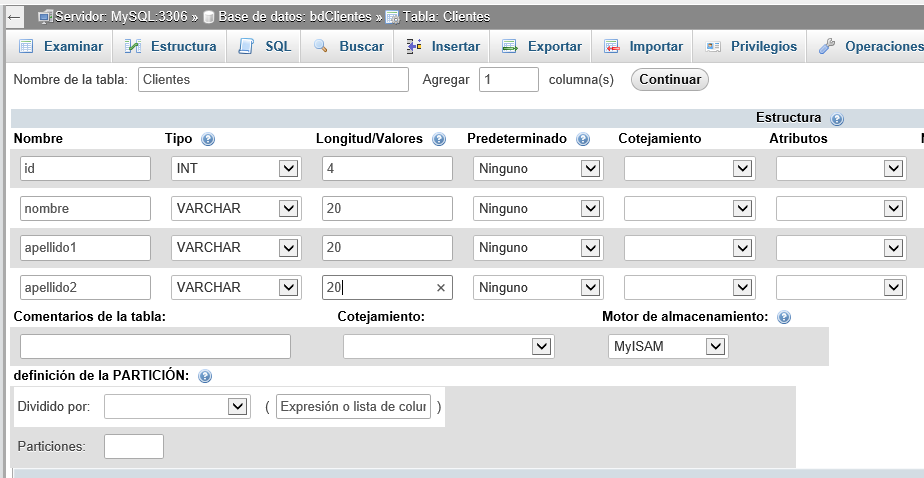 Servidor: MySQL:3306 » Base de datos: bdClientes » Tabla: Clientes
Examinar Estructura SQL Buscar Insertar Exportar Importar Privilegios Operaciones
Nombre de la tabla: Clientes Agregar 1 columna(s) Continuar
Estructura
Nombre Tipo Longitud/Valores Predeterminado Cotejamiento Atributos
id INT 4 Ninguno
nombre VARCHAR 20 Ninguno
apellido1 VARCHAR 20 Ninguno
apellido2 VARCHAR 20 × Ninguno
Comentarios de la tabla: Cotejamiento: Motor de almacenamiento:
MyISAM
definición de la PARTICIÓN:
Dividido por: ( Expresión o lista de colur )
Particiones: